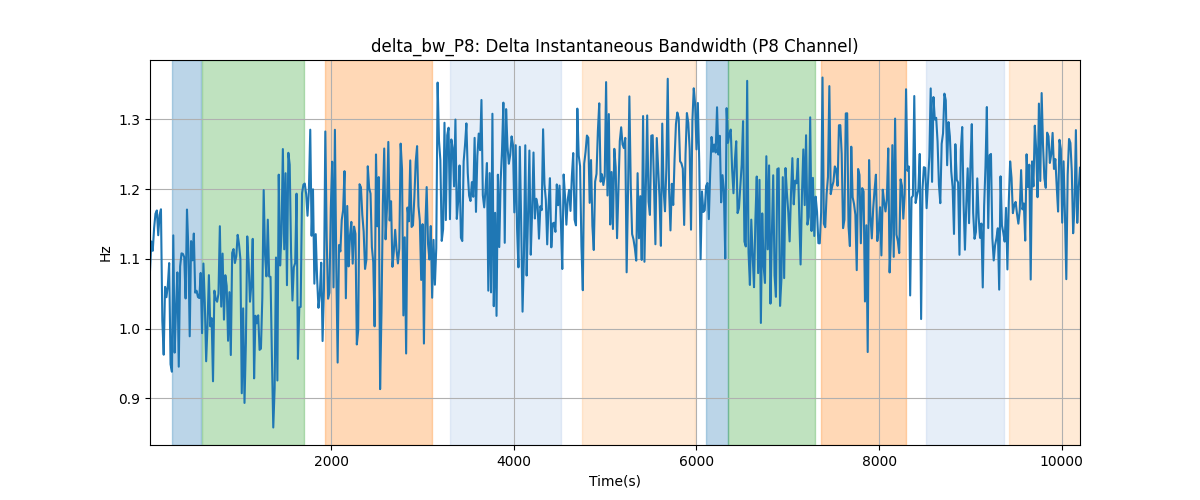 delta_bw_P8: Delta Instantaneous Bandwidth (P8 Channel)
1.3
1.2
1.1
1.0
0.9
Hz
2000 4000 6000 8000 10000
Time(s)